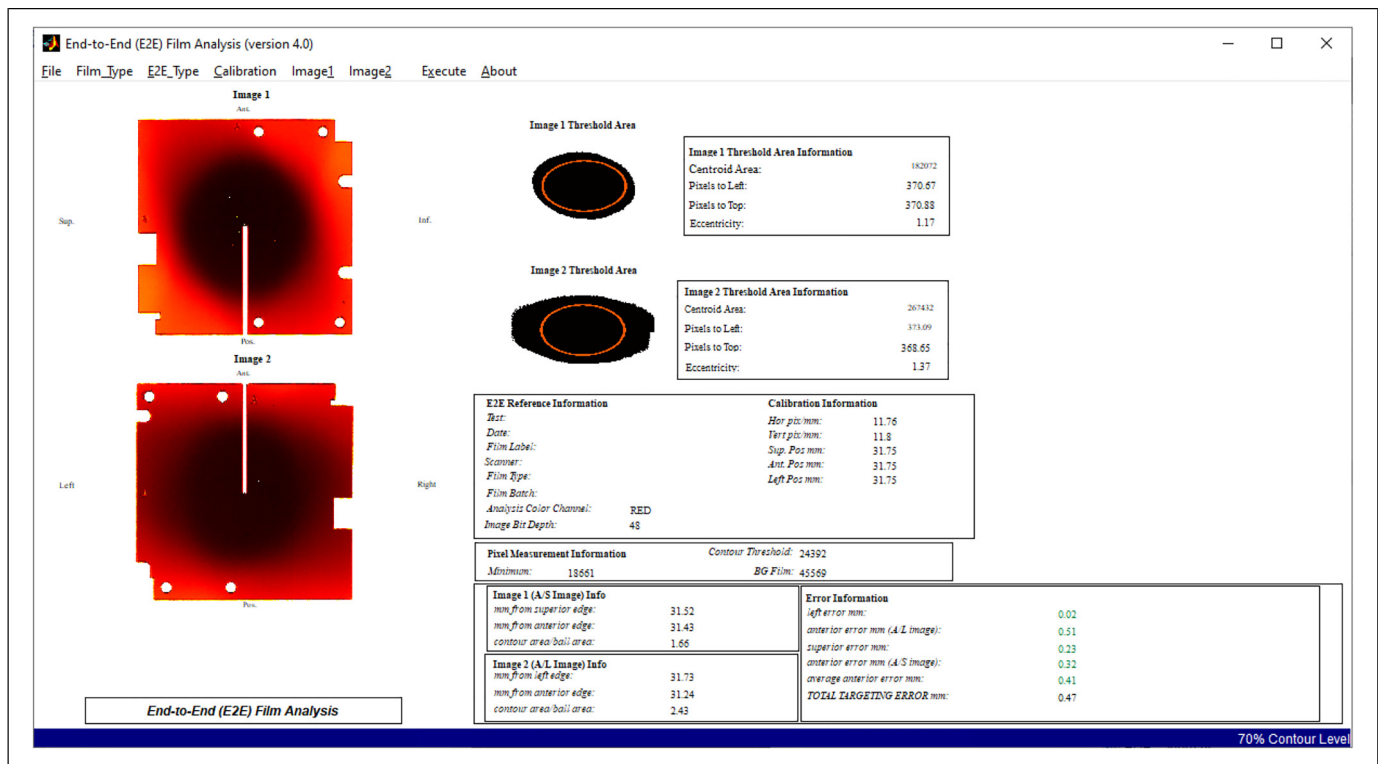 End-to-End (E2E) Film Analysis (version 4.0)
File Film_Type E2E_Type Calibration Image1 Image2 Execute About
Image 1
Ant.
Sup.
Inf.
Pos.
Image 2
Ant.
Left
Right
Pos.
End-to-End (E2E) Film Analysis
Image 1 Threshold Area
Image 1 Threshold Area Information
Centroid Area: 182072
Pixels to Left: 370.67
Pixels to Top: 370.88
Eccentricity: 1.17
Image 2 Threshold Area
Image 2 Threshold Area Information
Centroid Area: 267432
Pixels to Left: 373.09
Pixels to Top: 368.65
Eccentricity: 1.37
E2E Reference Information
Test:
Date:
Film Label:
Scanner:
Film Type:
Film Batch:
Analysis Color Channel: RED
Image Bit Depth: 48
Calibration Information
Hor pix/mm: 11.76
Vert pix/mm: 11.8
Sup. Pos mm: 31.75
Ant. Pos mm: 31.75
Left Pos mm: 31.75
Pixel Measurement Information Contour Threshold: 24392
Minimum: 18661 BG Film: 45569
Image 1 (A/S Image) Info
mm from superior edge: 31.52
mm from anterior edge: 31.43
contour area/ball area: 1.66
Image 2 (A/L Image) Info
mm from left edge: 31.73
mm from anterior edge: 31.24
contour area/ball area: 2.43
Error Information
left error mm: 0.02
anterior error mm (A/L image): 0.51
superior error mm: 0.23
anterior error mm (A/S image): 0.32
average anterior error mm: 0.41
TOTAL TARGETING ERROR mm: 0.47
70% Contour Level